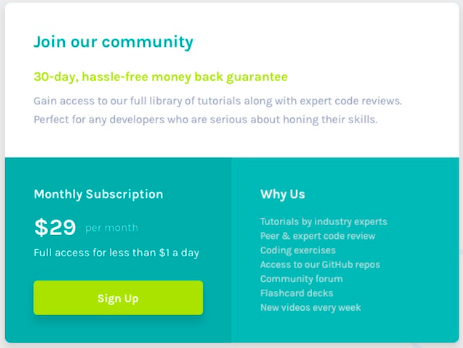 Join our community
30-day, hassle-free money back guarantee
Gain access to our full library of tutorials along with expert code reviews.
Perfect for any developers who are serious about honing their skills.
Monthly Subscription
$29 per month
Full access for less than $1 a day
Sign Up
Why Us
Tutorials by industry experts
Peer & expert code review
Coding exercises
Access to our GitHub repos
Community forum
Flashcard decks
New videos every week